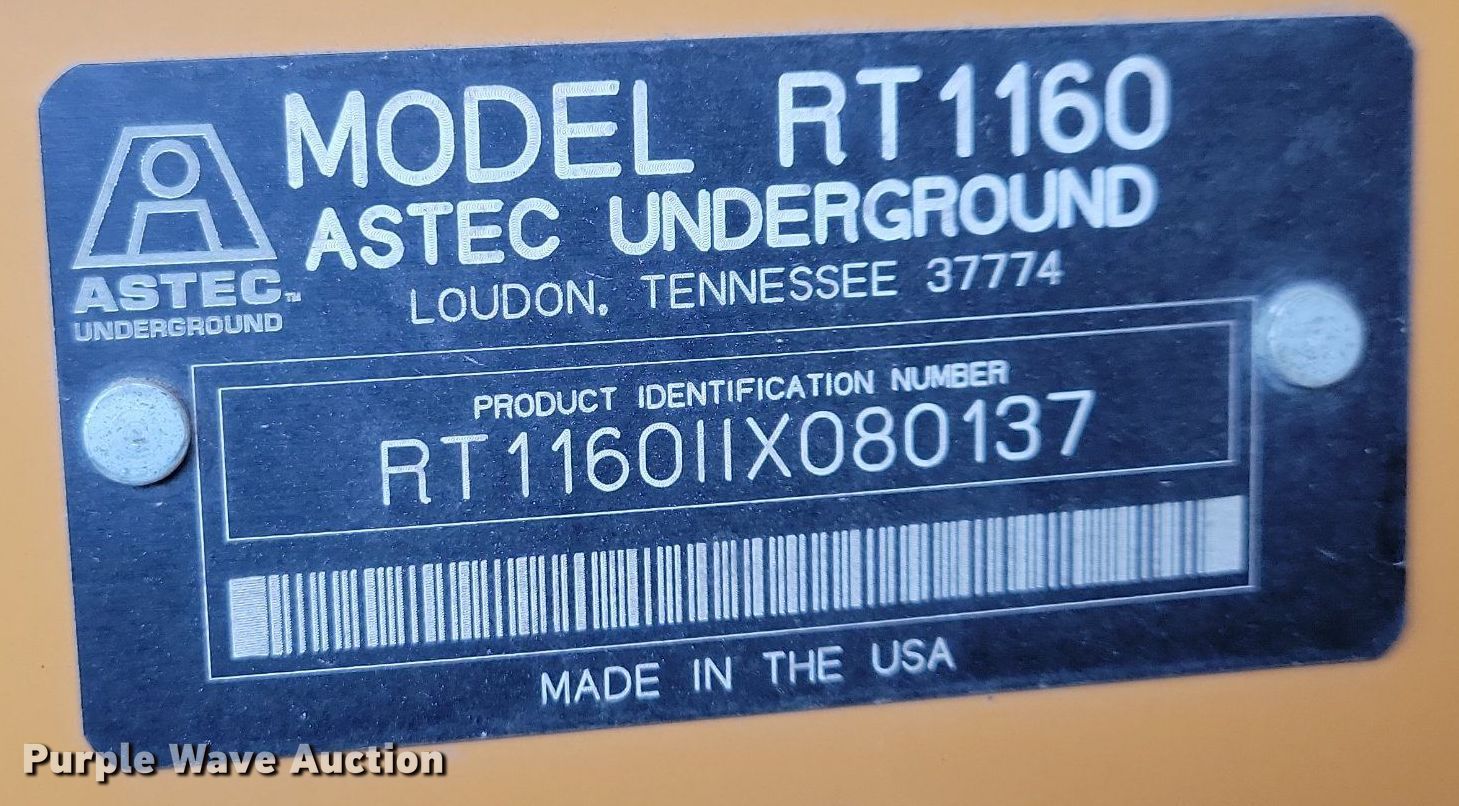 MODEL RT1160
ASTEC UNDERGROUND
LOUDON, TENNESSEE 37774
ASTEC™
UNDERGROUND
PRODUCT IDENTIFICATION NUMBER
RT1160IIX080137
MADE IN THE USA
Purple Wave Auction